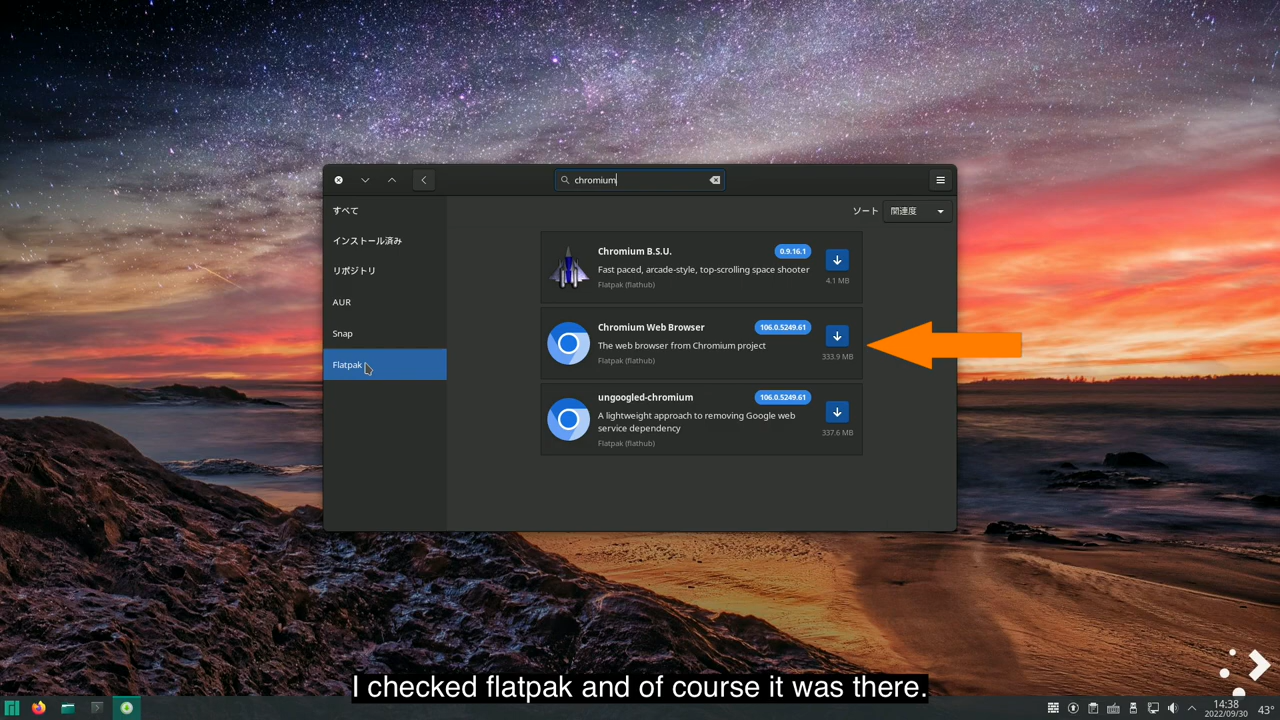 chromium
すべて
インストール済み
リポジトリ
AUR
Snap
Flatpak
ソート 関連度
Chromium B.S.U. 0.9.16.1
Fast paced, arcade-style, top-scrolling space shooter
Flatpak (flathub)
4.1 MB
Chromium Web Browser 106.0.5249.61
The web browser from Chromium project
Flatpak (flathub)
333.9 MB
ungoogled-chromium 106.0.5249.61
A lightweight approach to removing Google web
service dependency
Flatpak (flathub)
337.6 MB
I checked flatpak and of course it was there.
14:38
2022/09/30
43°